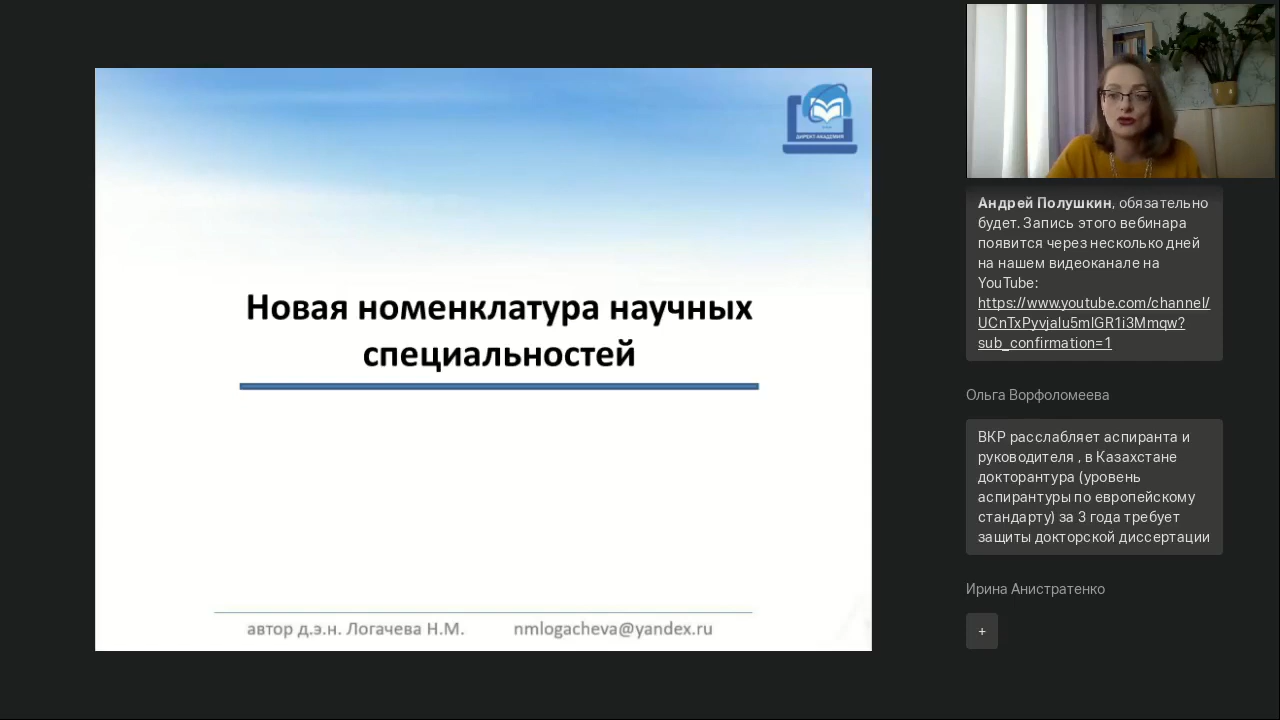 ДИРЕКТ-АКАДЕМИЯ
Новая номенклатура научных
специальностей
автор д.э.н. Логачева Н.М. nmlogacheva@yandex.ru
Андрей Полушкин, обязательно
будет. Запись этого вебинара
появится через несколько дней
на нашем видеоканале на
YouTube:
https://www.youtube.com/channel/
UCnTxPyvjalu5mlGR1i3Mmqw?
sub_confirmation=1
Ольга Ворфоломеева
ВКР расслабляет аспиранта и
руководителя , в Казахстане
докторантура (уровень
аспирантуры по европейскому
стандарту) за 3 года требует
защиты докторской диссертации
Ирина Анистратенко
+